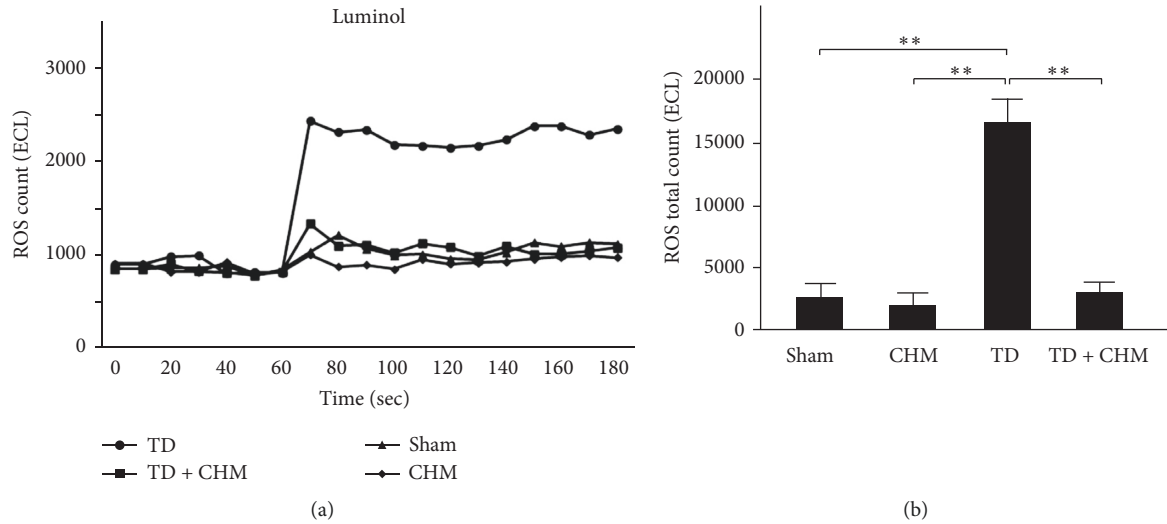 Luminol
ROS count (ECL)
3000
2000
1000
0
0 20 40 60 80 100 120 140 160 180
Time (sec)
TD
TD + CHM
Sham
CHM
(a)
ROS total count (ECL)
20000
15000
10000
5000
0
**
**
**
Sham CHM TD TD + CHM
(b)